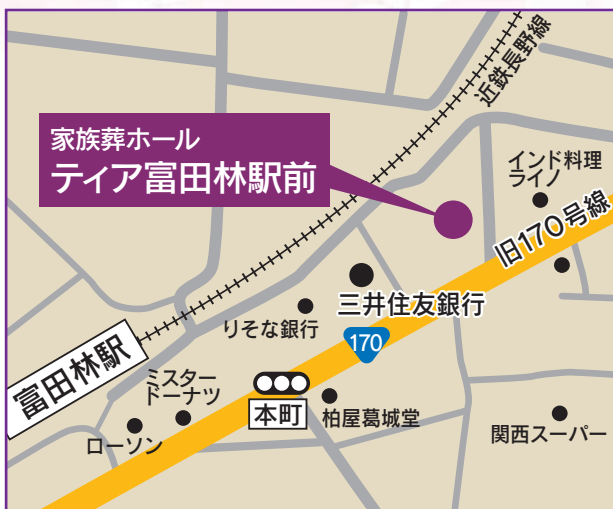 近鉄長野線
家族葬ホール
ティア富田林駅前
インド料理
ライノ
旧170号線
三井住友銀行
りそな銀行
170
富田林駅
ミスター
ドーナツ
本町
柏屋葛城堂
ローソン
関西スーパー